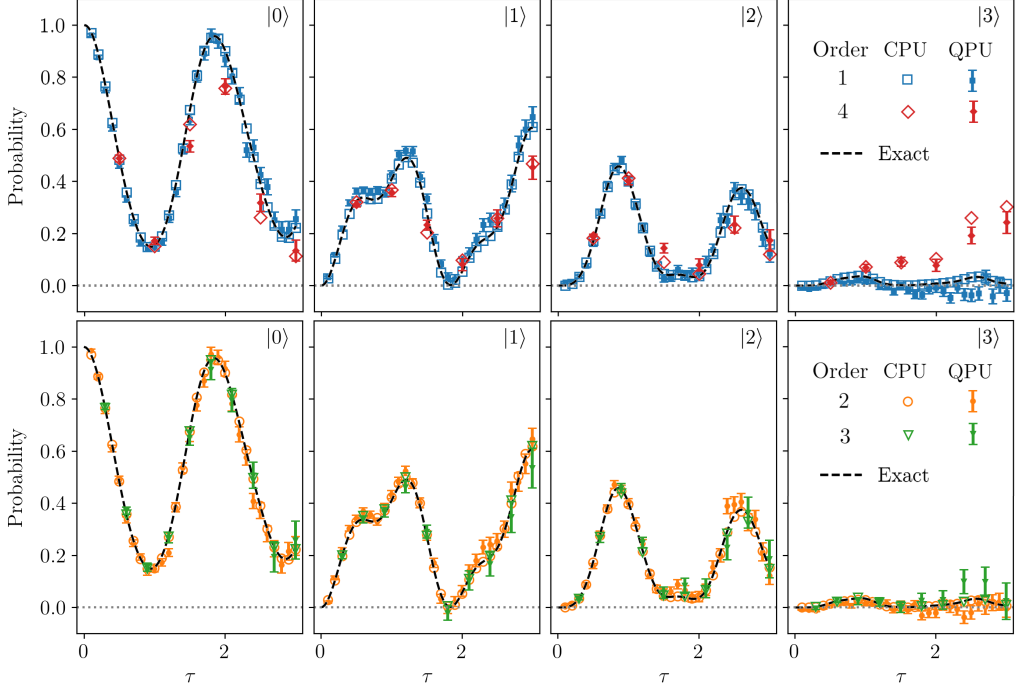 |0⟩ |1⟩ |2⟩ |3⟩
1.0
0.8
0.6
0.4
0.2
0.0
Probability
Order CPU QPU
1
4
Exact
|0⟩ |1⟩ |2⟩ |3⟩
1.0
0.8
0.6
0.4
0.2
0.0
Probability
Order CPU QPU
2
3
Exact
0 2 0 2 0 2 0 2
τ τ τ τ